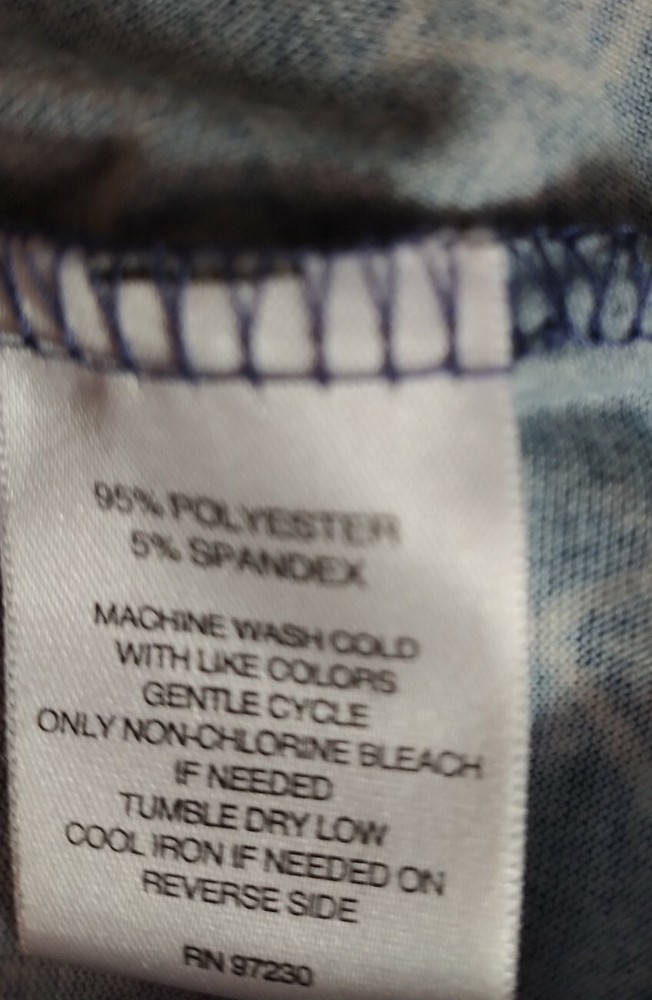 95% POLYESTER
5% SPANDEX
MACHINE WASH COLD
WITH LIKE COLORS
GENTLE CYCLE
ONLY NON-CHLORINE BLEACH
IF NEEDED
TUMBLE DRY LOW
COOL IRON IF NEEDED ON
REVERSE SIDE
RN 97230